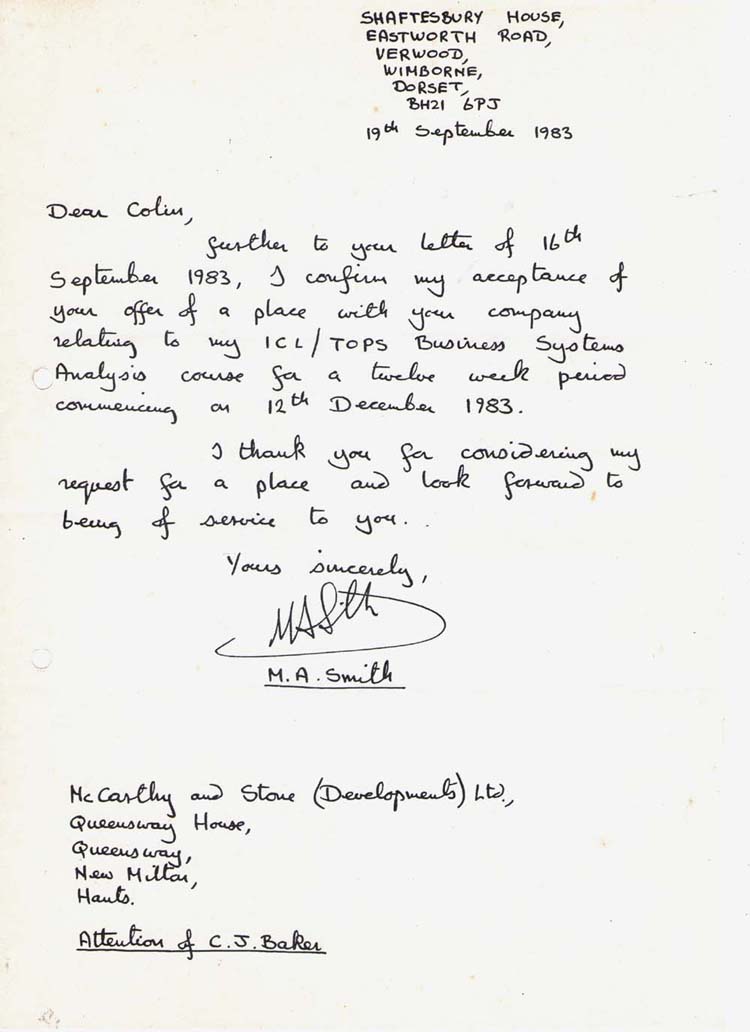 SHAFTESBURY HOUSE,
EASTWORTH ROAD,
VERWOOD,
WIMBORNE,
DORSET,
BH21 6PJ
19th September 1983
Dear Colin,
further to your letter of 16th
September 1983, I confirm my acceptance of
your offer of a place with your company
relating to my ICL/TOPS Business Systems
Analysis course for a twelve week period
commencing on 12th December 1983.
I thank you for considering my
request for a place and look forward to
being of service to you. .
Yours sincerely,
MASmith
M. A. Smith
McCarthy and Stone (Developments) Ltd.,
Queensway House,
Queensway,
New Milton,
Hants.
Attention of C. J. Baker